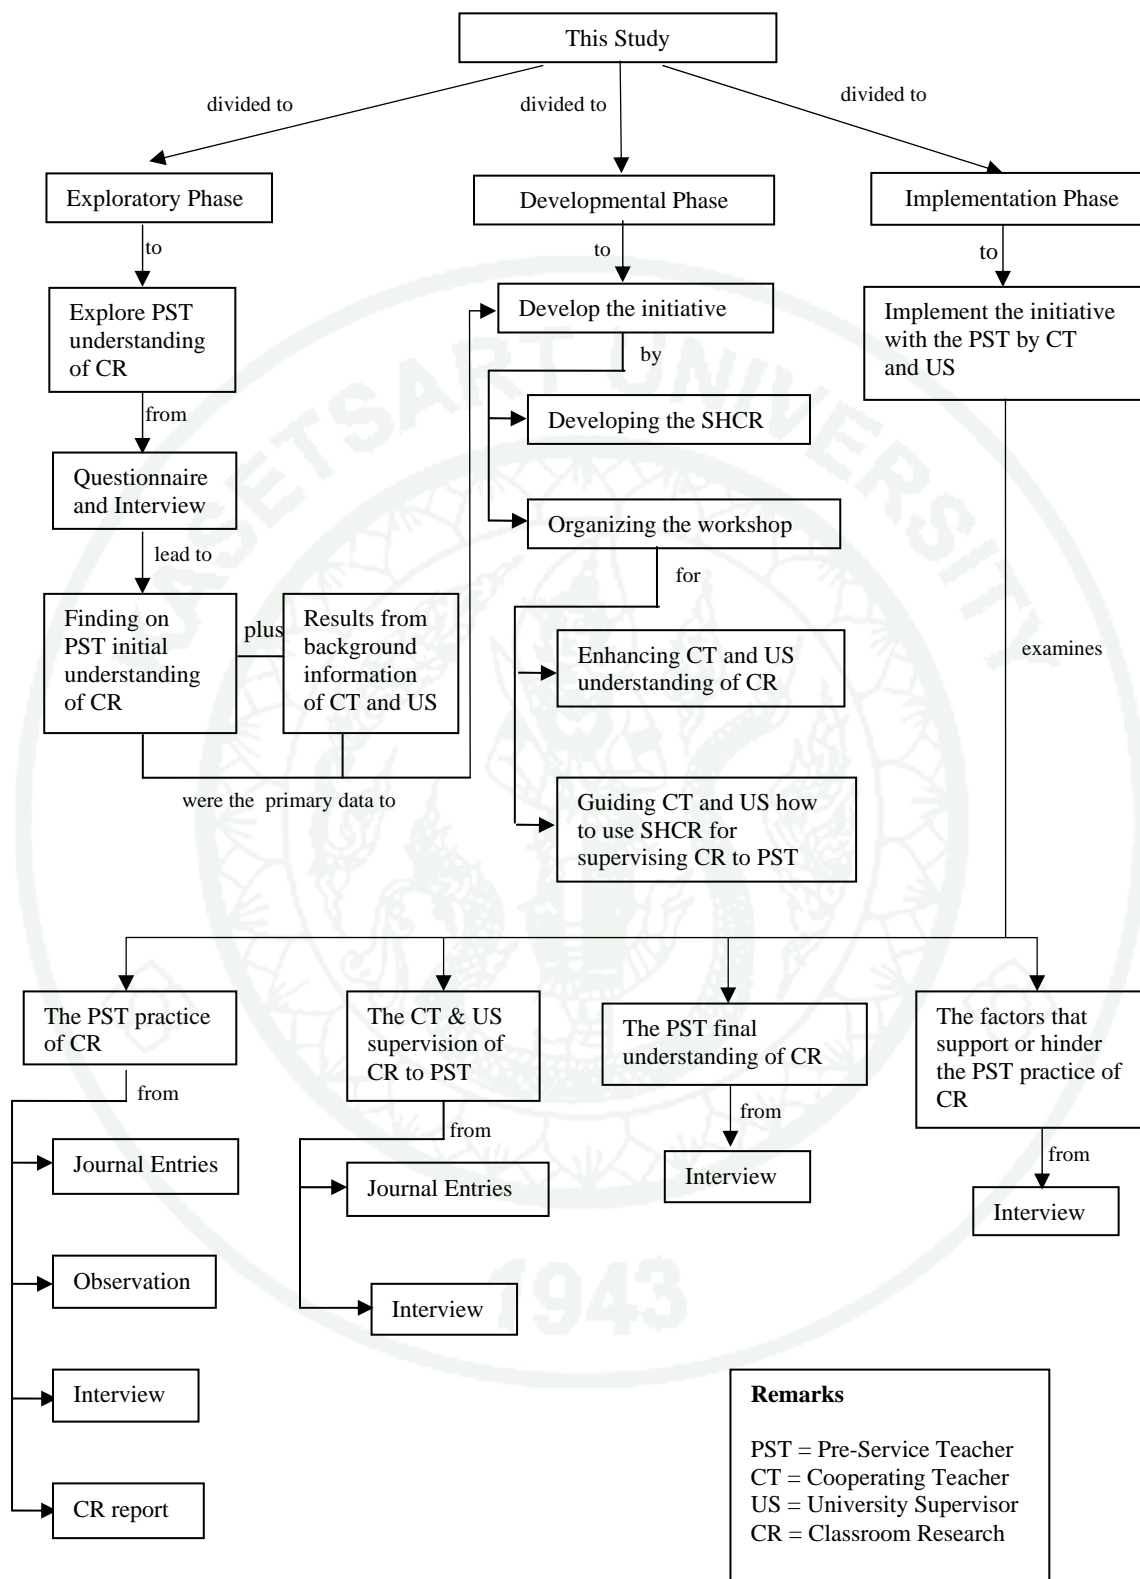 This Study
divided to
divided to
divided to
Exploratory Phase
Developmental Phase
Implementation Phase
to
to
to
Explore PST
understanding
of CR
Develop the initiative
Implement the initiative
with the PST by CT
and US
by
from
Developing the SHCR
Questionnaire
and Interview
Organizing the workshop
lead to
for
Finding on
PST initial
understanding
of CR
plus
Results from
background
information
of CT and US
Enhancing CT and US
understanding of CR
examines
were the primary data to
Guiding CT and US how
to use SHCR for
supervising CR to PST
The PST practice
of CR
The CT & US
supervision of
CR to PST
The PST final
understanding of CR
The factors that
support or hinder
the PST practice of
CR
from
from
from
from
Journal Entries
Journal Entries
Interview
Interview
Observation
Interview
Interview
CR report
Remarks
PST = Pre-Service Teacher
CT = Cooperating Teacher
US = University Supervisor
CR = Classroom Research
KASETSART UNIVERSITY
1943